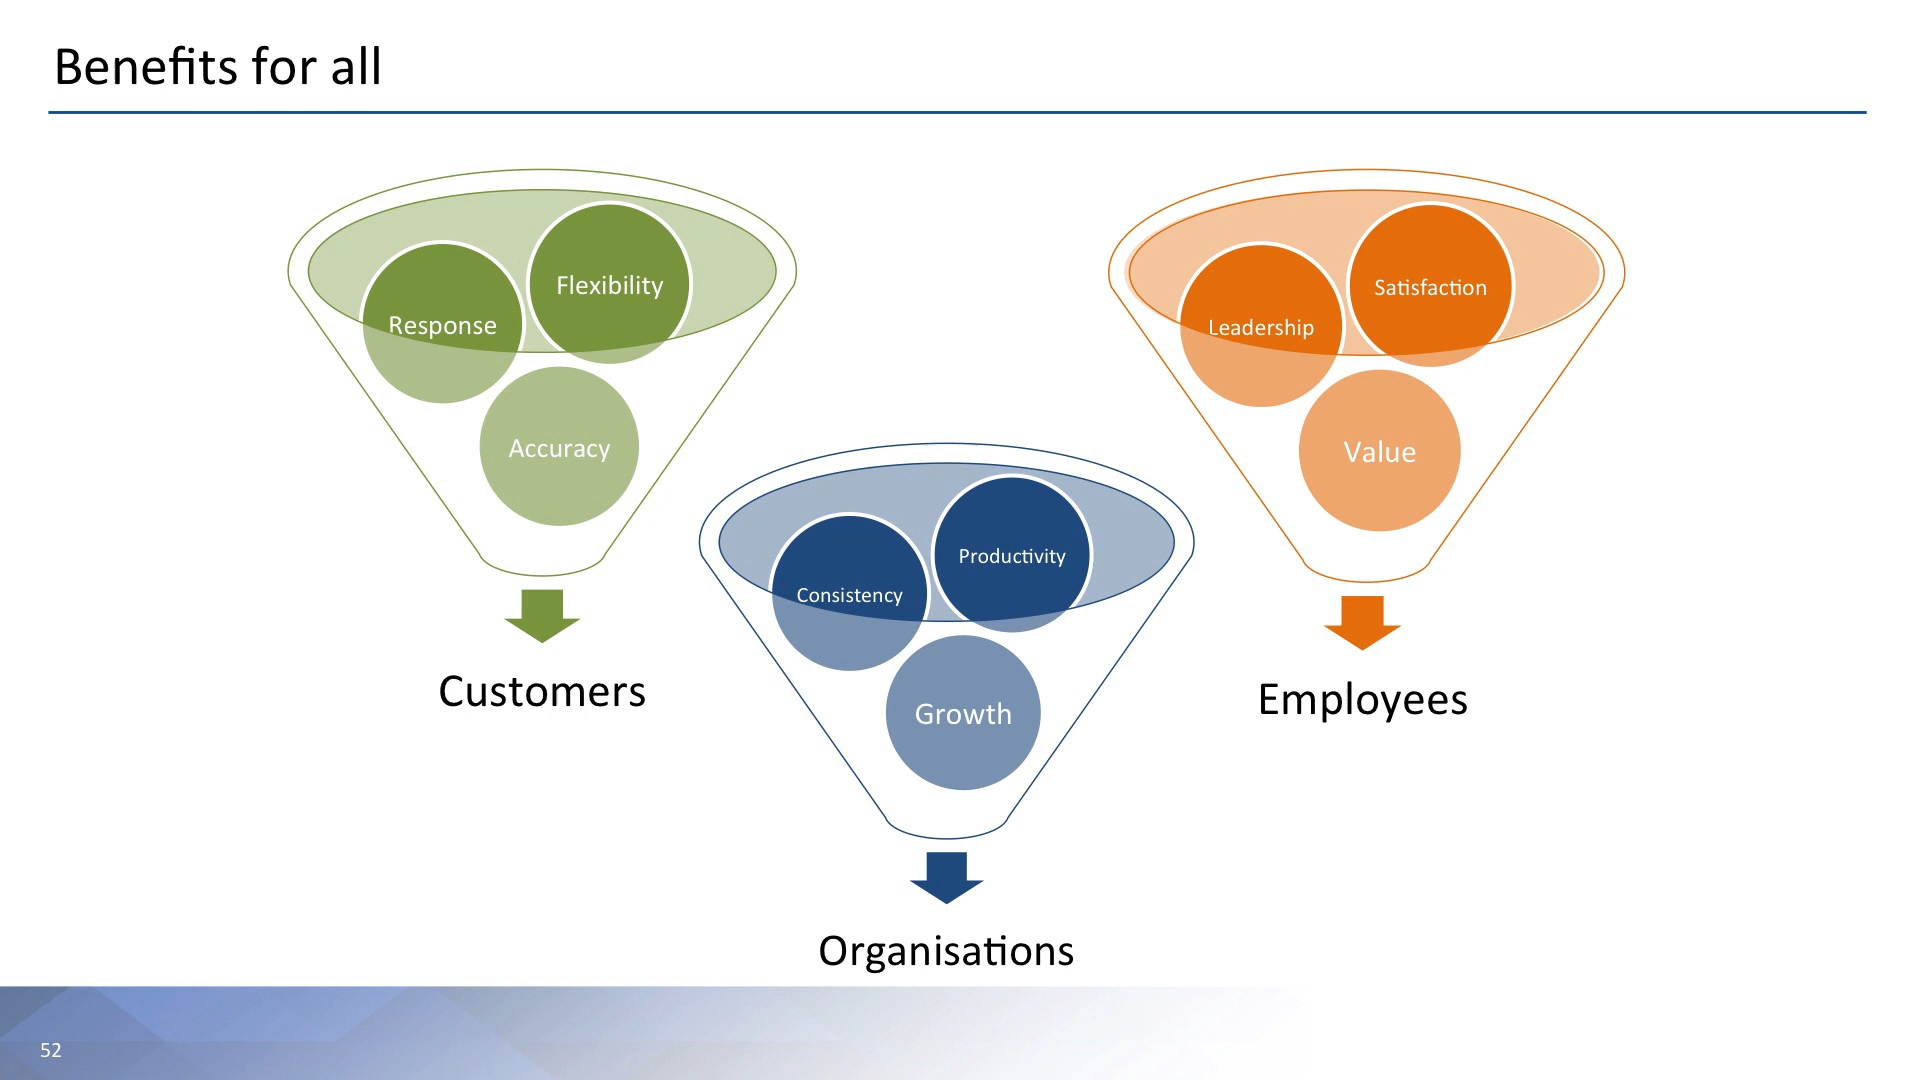 Benefits for all
Flexibility
Response
Accuracy
Customers
Productivity
Consistency
Growth
Organisations
Satisfaction
Leadership
Value
Employees
52